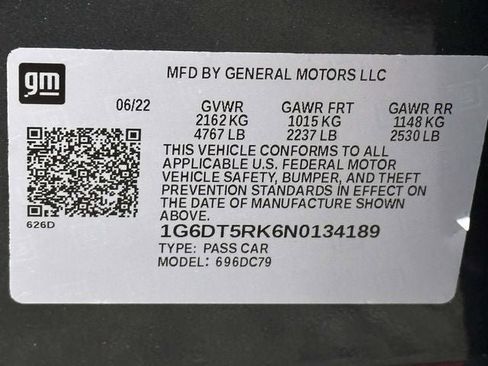 gm
MFD BY GENERAL MOTORS LLC
06/22 GVWR GAWR FRT GAWR RR
2162 KG 1015 KG 1148 KG
4767 LB 2237 LB 2530 LB
THIS VEHICLE CONFORMS TO ALL
APPLICABLE U.S. FEDERAL MOTOR
VEHICLE SAFETY, BUMPER, AND THEFT
PREVENTION STANDARDS IN EFFECT ON
THE DATE OF MANUFACTURE SHOWN
ABOVE.
626D
1G6DT5RK6N0134189
TYPE: PASS CAR
MODEL: 696DC79